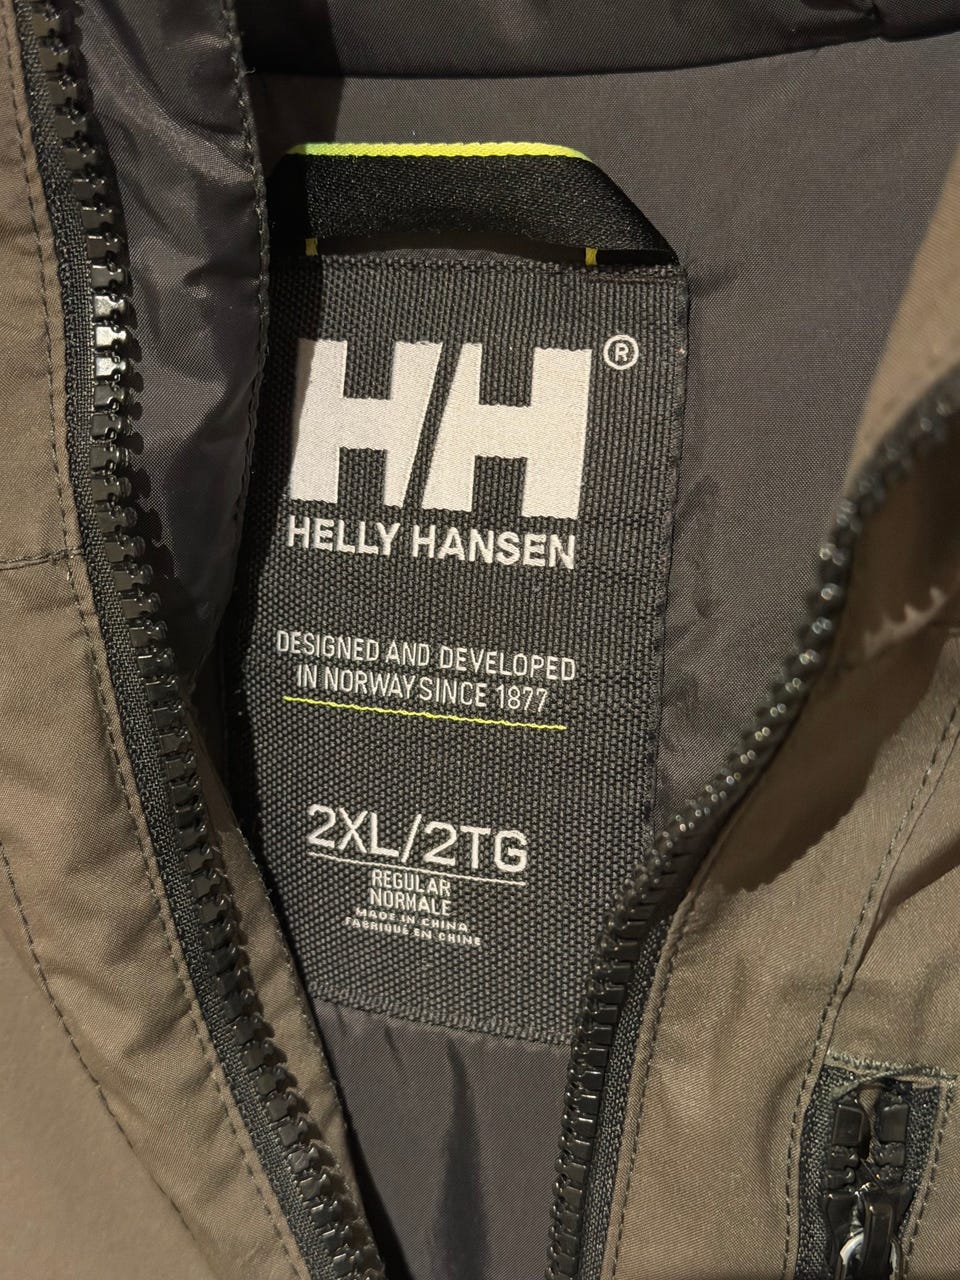 HH®
HELLY HANSEN
DESIGNED AND DEVELOPED
IN NORWAY SINCE 1877
2XL/2TG
REGULAR
NORMALE
MADE IN CHINA
FABRIQUÉ EN CHINE